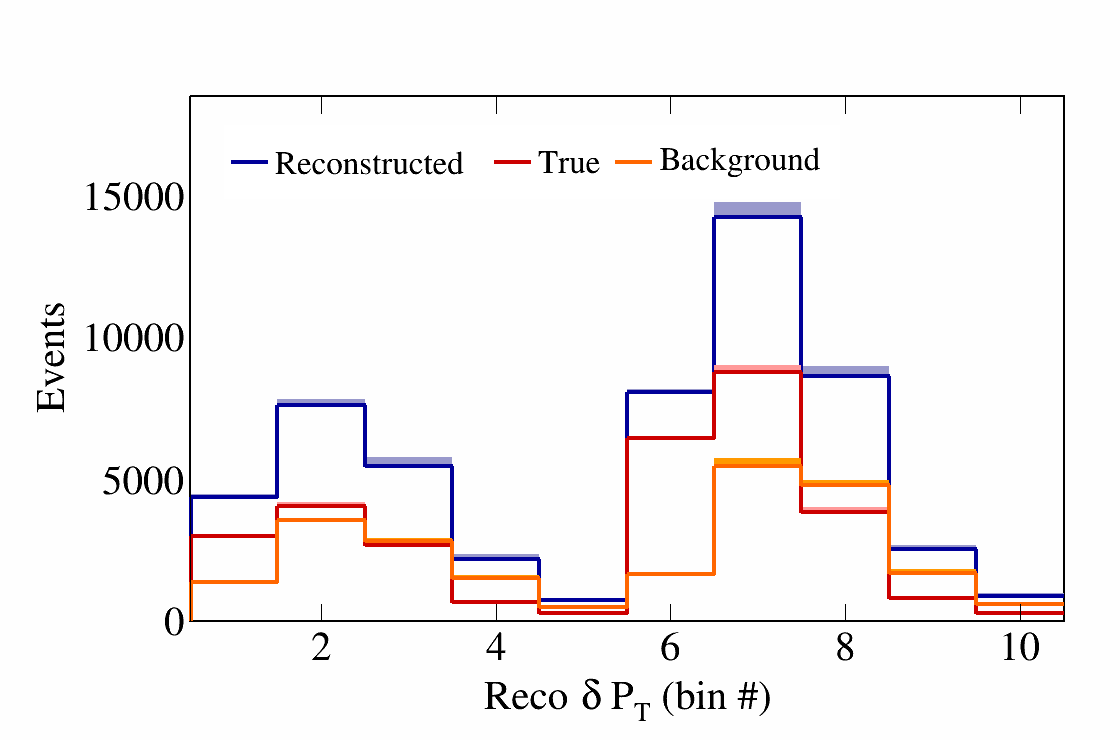 Reconstructed True Background
15000
10000
5000
0
Events
2 4 6 8 10
Reco δ P_T (bin #)